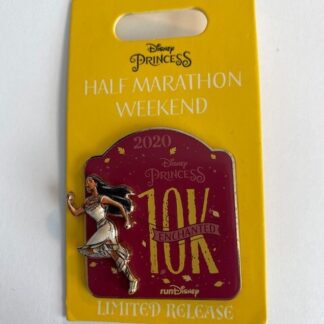 Disney
PRINCESS
HALF MARATHON
WEEKEND
2020
Disney
PRINCESS
10K
ENCHANTED
runDisney
LIMITED RELEASE